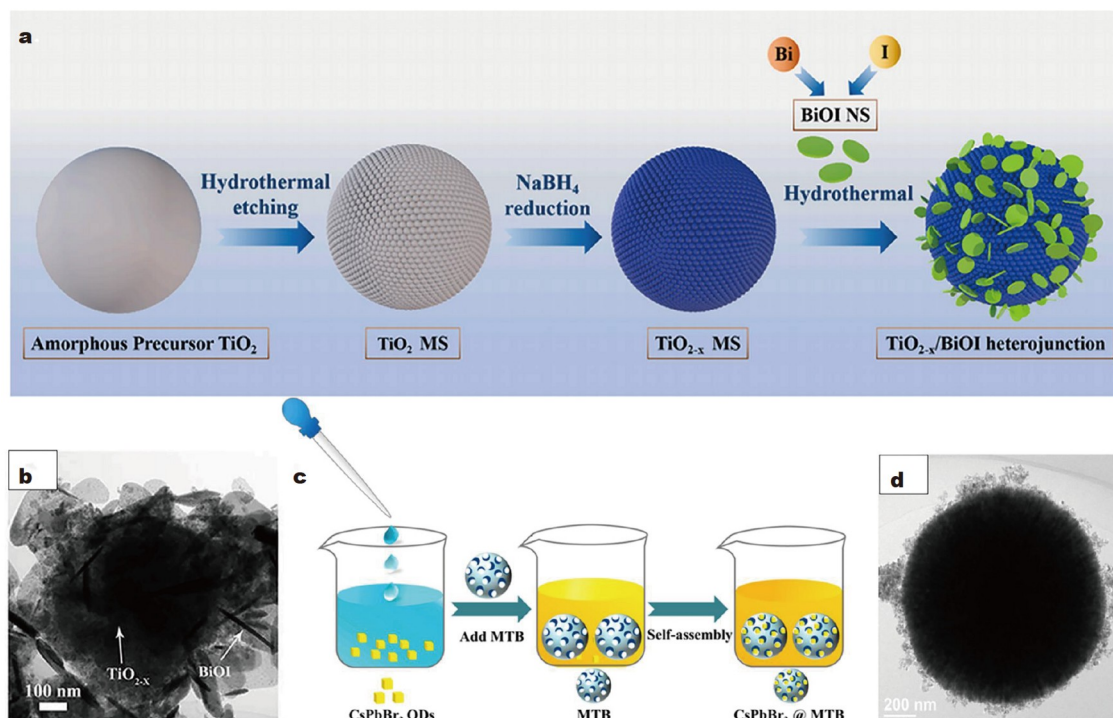 a
Bi
I
BiOI NS
Hydrothermal
etching
NaBH₄
reduction
Hydrothermal
Amorphous Precursor TiO₂
TiO₂ MS
TiO₂₋ₓ MS
TiO₂₋ₓ/BiOI heterojunction
b
TiO₂₋ₓ
BiOI
100 nm
c
Add MTB
Self-assembly
CsPbBr₃ QDs
MTB
CsPbBr₃ @ MTB
d
200 nm